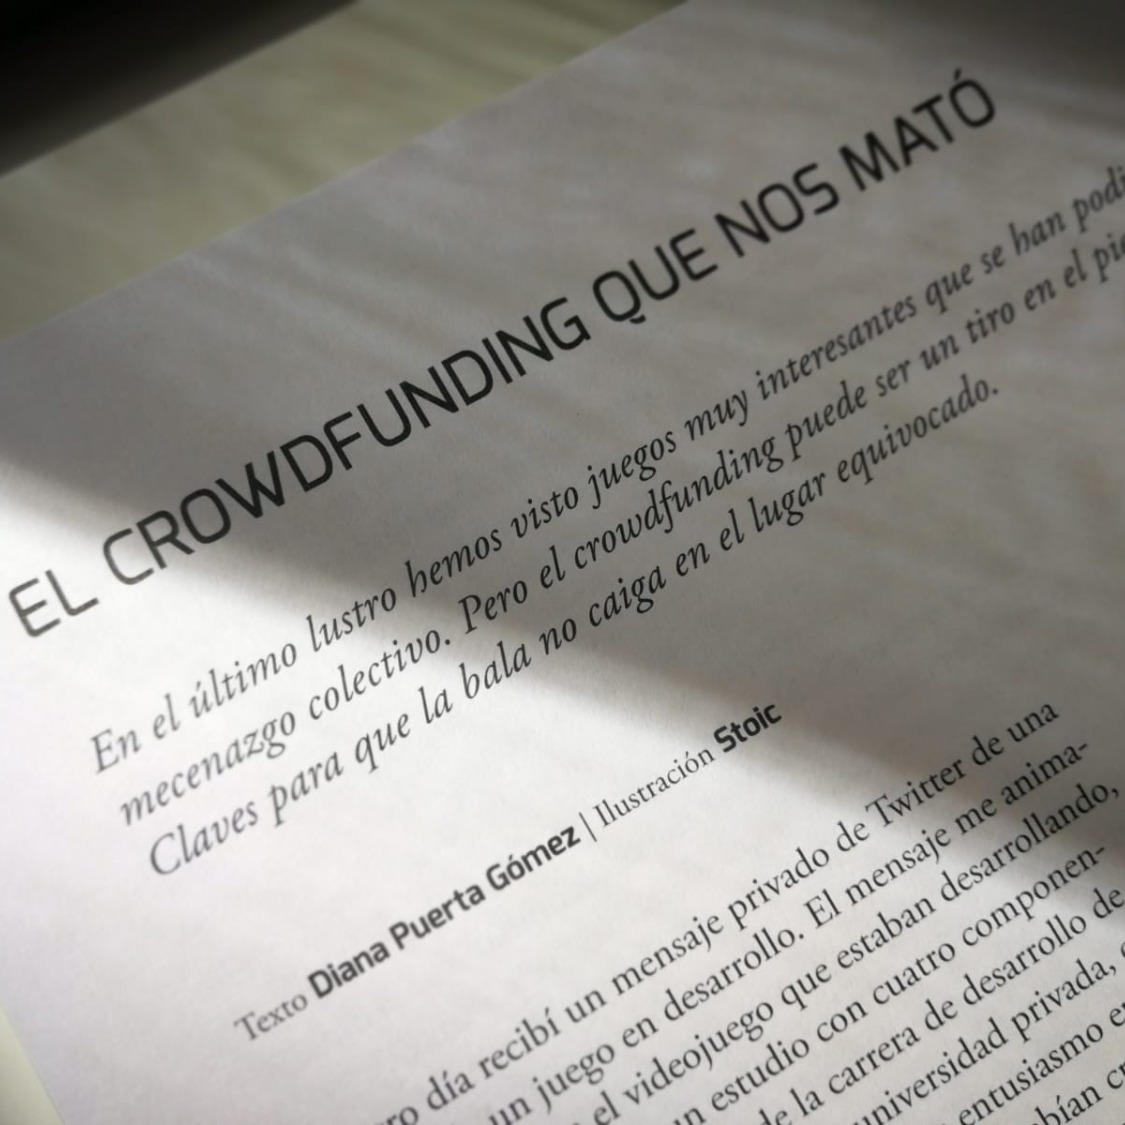 EL CROWDFUNDING QUE NOS MATÓ
En el último lustro hemos visto juegos muy interesantes que se han podi
mecenazgo colectivo. Pero el crowdfunding puede ser un tiro en el pie
Claves para que la bala no caiga en el lugar equivocado.
Texto Diana Puerta Gómez | Ilustración Stoic
ro día recibí un mensaje privado de Twitter de una
un juego en desarrollo. El mensaje me anima-
el videojuego que estaban desarrollando,
un estudio con cuatro componen-
de la carrera de desarrollo de
universidad privada,
entusiasmo